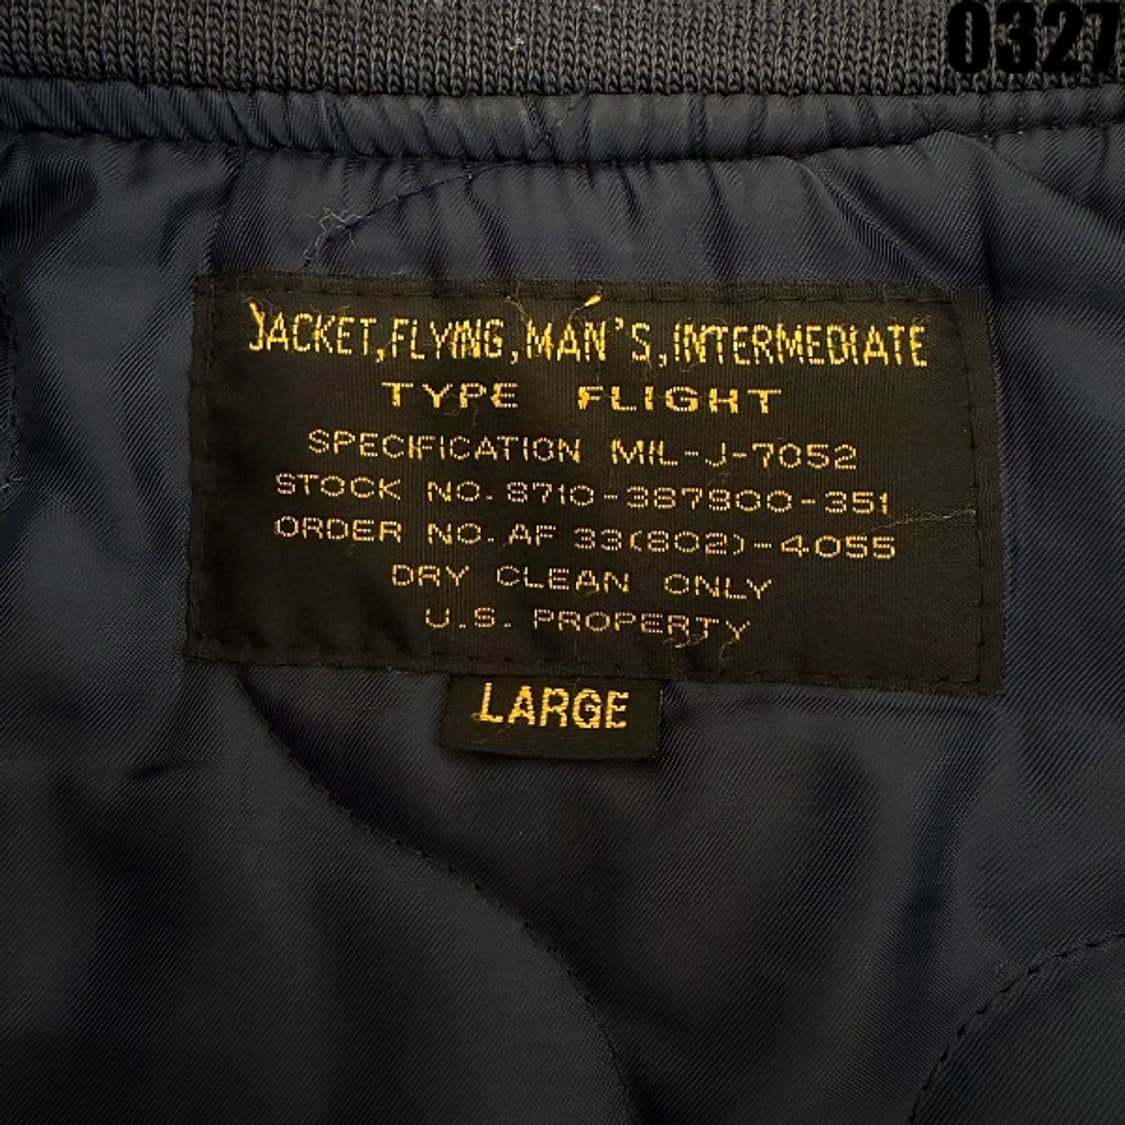 0327
JACKET,FLYING,MAN'S,INTERMEDIATE
TYPE FLIGHT
SPECIFICATION MIL-J-7052
STOCK NO. 8710-387900-351
ORDER NO. AF 33(802)-4055
DRY CLEAN ONLY
U.S. PROPERTY
LARGE